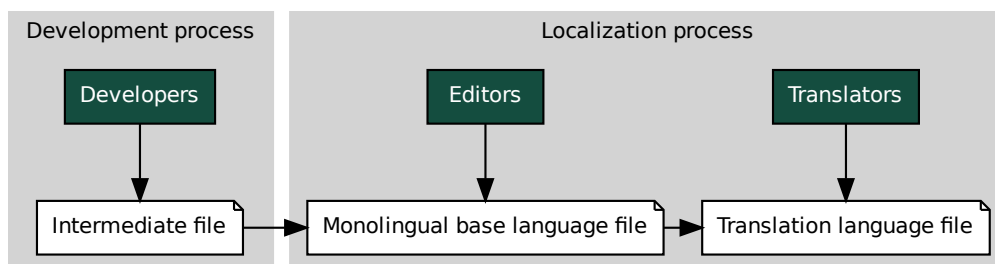 Development process
Localization process
Developers
Editors
Translators
Intermediate file
Monolingual base language file
Translation language file